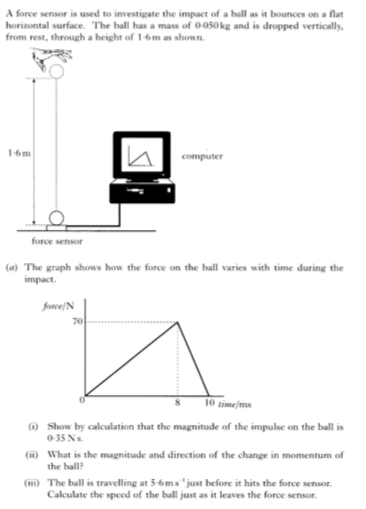 A force sensor is used to investigate the impact of a ball as it bounces on a flat
horizontal surface. The ball has a mass of 0·050 kg and is dropped vertically,
from rest, through a height of 1·6 m as shown.
1·6 m
computer
force sensor
(a) The graph shows how the force on the ball varies with time during the
impact.
force/N
70
0
8
10 time/ms
(i) Show by calculation that the magnitude of the impulse on the ball is
0·35 N s.
(ii) What is the magnitude and direction of the change in momentum of
the ball?
(iii) The ball is travelling at 5·6 m s⁻¹ just before it hits the force sensor.
Calculate the speed of the ball just as it leaves the force sensor.